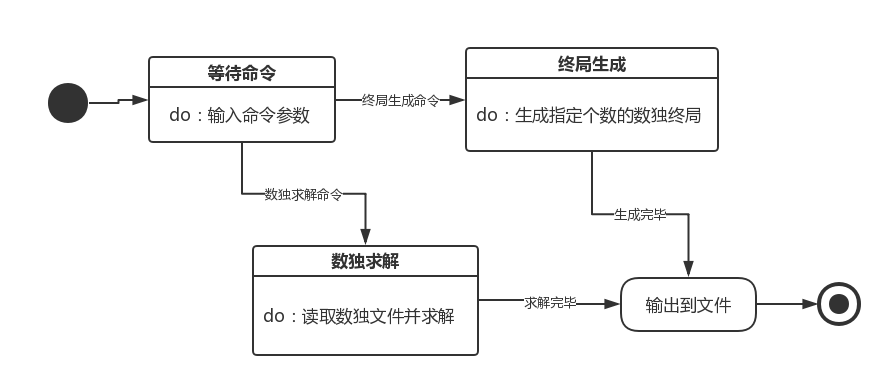 等待命令
do：输入命令参数
终局生成命令
终局生成
do：生成指定个数的数独终局
数独求解命令
生成完毕
数独求解
do：读取数独文件并求解
求解完毕
输出到文件